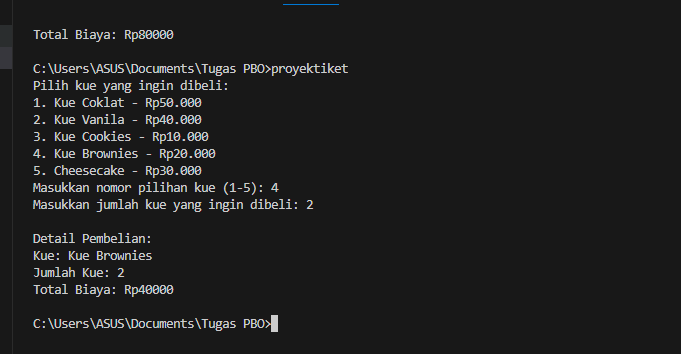 Total Biaya: Rp80000
C:\Users\ASUS\Documents\Tugas PBO>proyektiket
Pilih kue yang ingin dibeli:
1. Kue Coklat - Rp50.000
2. Kue Vanila - Rp40.000
3. Kue Cookies - Rp10.000
4. Kue Brownies - Rp20.000
5. Cheesecake - Rp30.000
Masukkan nomor pilihan kue (1-5): 4
Masukkan jumlah kue yang ingin dibeli: 2
Detail Pembelian:
Kue: Kue Brownies
Jumlah Kue: 2
Total Biaya: Rp40000
C:\Users\ASUS\Documents\Tugas PBO>